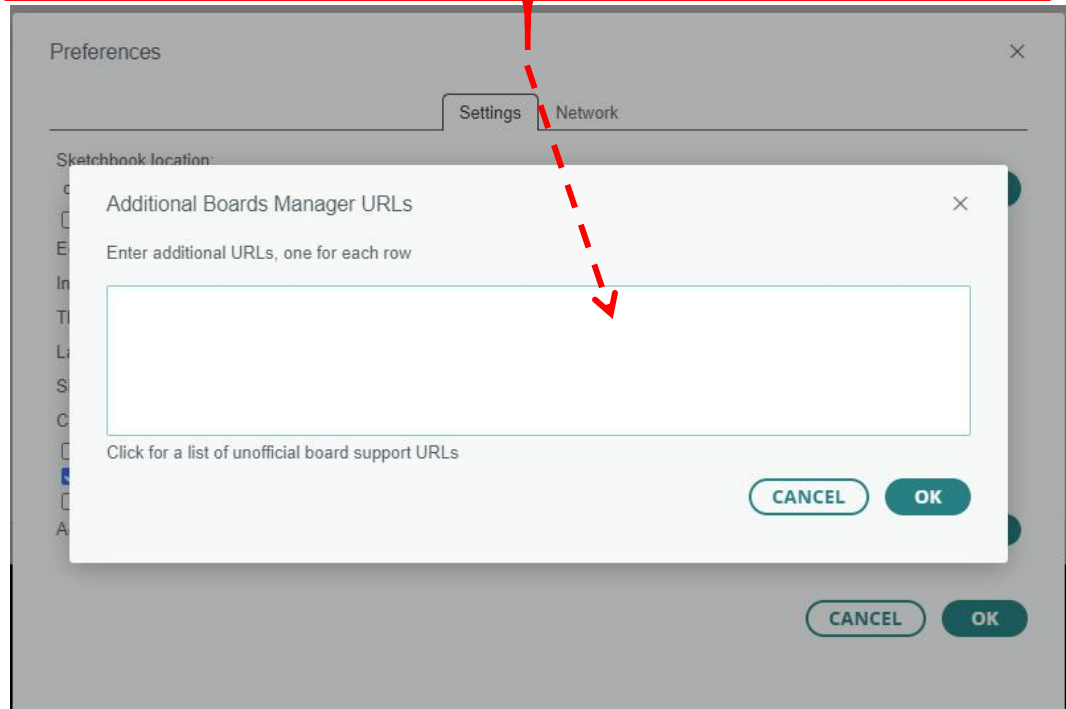 Preferences
Settings Network
Sketchbook location:
Additional Boards Manager URLs
Enter additional URLs, one for each row
Click for a list of unofficial board support URLs
CANCEL OK
CANCEL OK